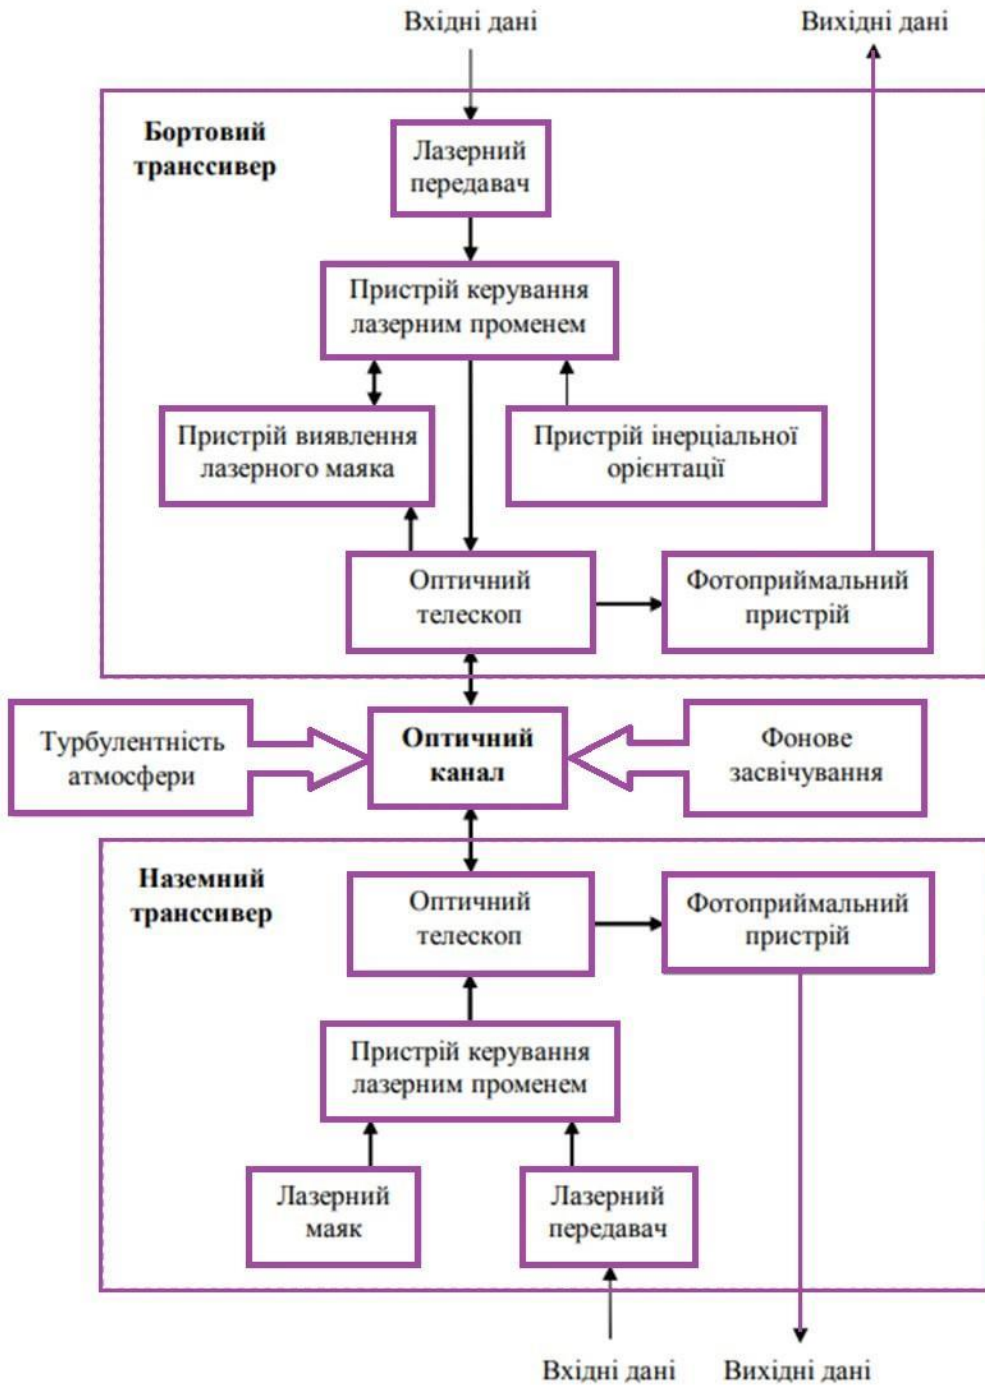 Вхідні дані
Вихідні дані
Бортовий
транссивер
Лазерний
передавач
Пристрій керування
лазерним променем
Пристрій виявлення
лазерного маяка
Пристрій інерціальної
орієнтації
Оптичний
телескоп
Фотоприймальний
пристрій
Турбулентність
атмосфери
Оптичний
канал
Фонове
засвічування
Наземний
транссивер
Оптичний
телескоп
Фотоприймальний
пристрій
Пристрій керування
лазерним променем
Лазерний
маяк
Лазерний
передавач
Вхідні дані
Вихідні дані